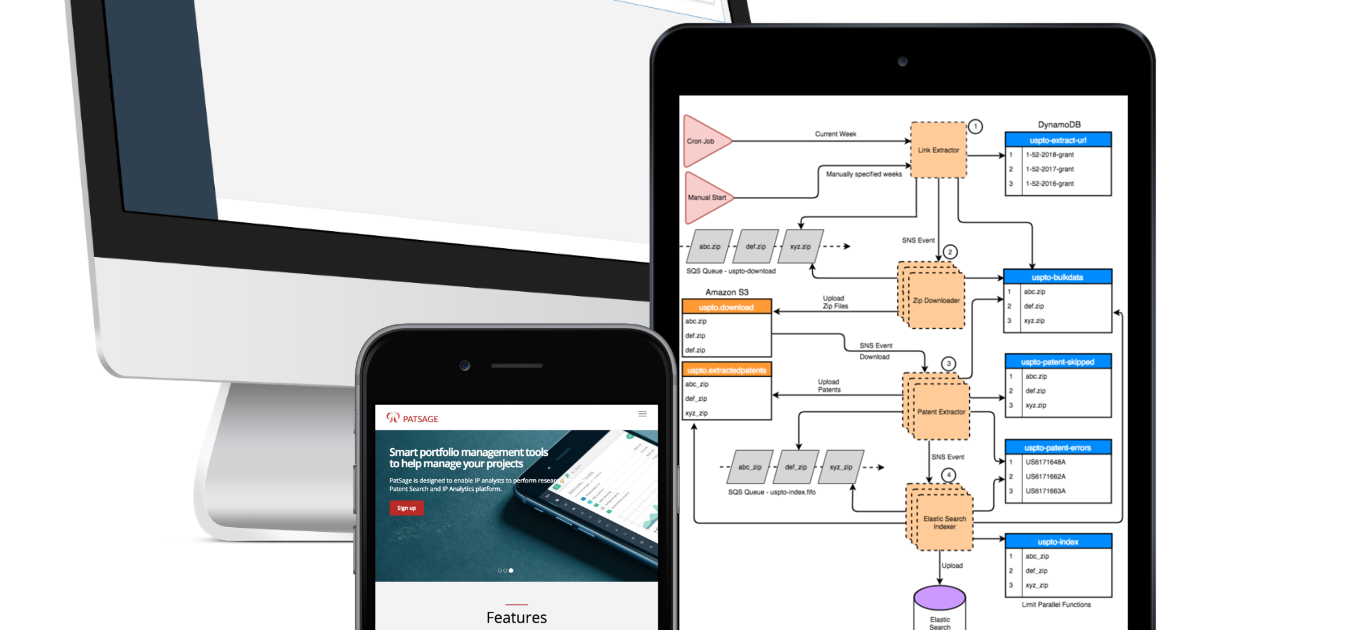 PATSAGE
Smart portfolio management tools
to help manage your projects
PatSage is designed to enable IP analysts to perform resear
Patent Search and IP Analytics platform.
Sign up
Features
Cron Job
Current Week
Link Extractor
1
DynamoDB
uspto-extract-url
1 1-52-2018-grant
2 1-52-2017-grant
3 1-52-2016-grant
Manual Start
Manually specified weeks
abc.zip
def.zip
xyz.zip
SQS Queue - uspto-download
SNS Event
2
Zip Downloader
uspto-bulkdata
1 abc.zip
2 def.zip
3 xyz.zip
Amazon S3
uspto.download
abc.zip
def.zip
def.zip
Upload
Zip Files
SNS Event
Download
uspto.extractedpatents
abc_zip
def_zip
xyz_zip
Upload
Patents
3
Patent Extractor
uspto-patent-skipped
1 abc.zip
2 def.zip
3 xyz.zip
uspto-patent-errors
1 US6171648A
2 US6171662A
3 US6171663A
abc_zip
def_zip
xyz_zip
SQS Queue - uspto-index.fifo
SNS Event
4
Elastic Search
Indexer
uspto-index
1 abc_zip
2 def_zip
3 xyz_zip
Limit Parallel Functions
Upload
Elastic
Search